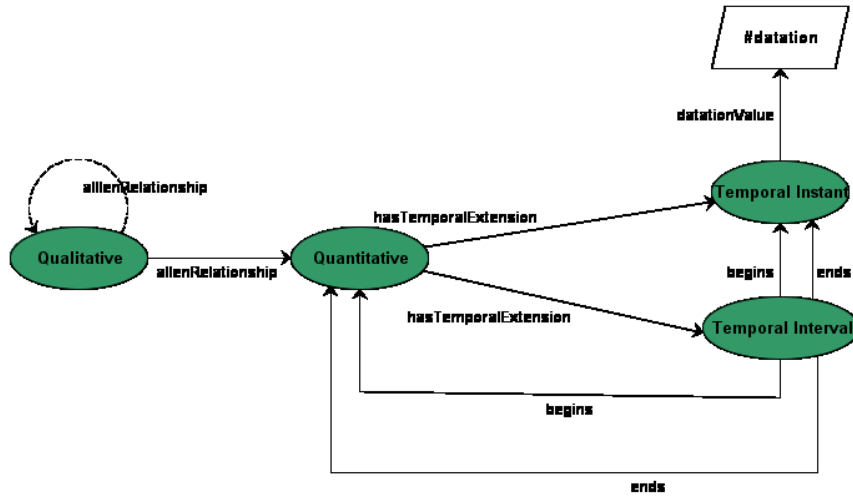 #datation
datationValue
alllenRelationship
Temporal Instant
hasTemporalExtension
Qualitative
Quantitative
allenRelationship
begins
ends
hasTemporalExtension
Temporal Interval
begins
ends